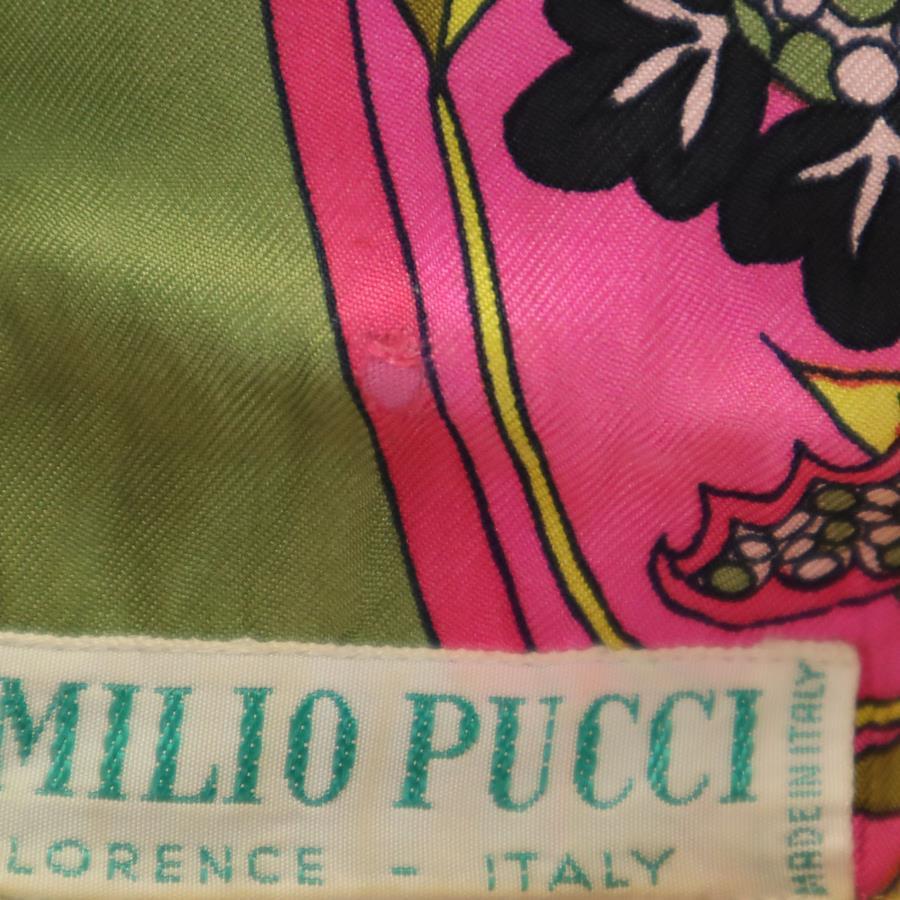 MILIO PUCCI
LORENCE - ITALY
MADE IN ITALY